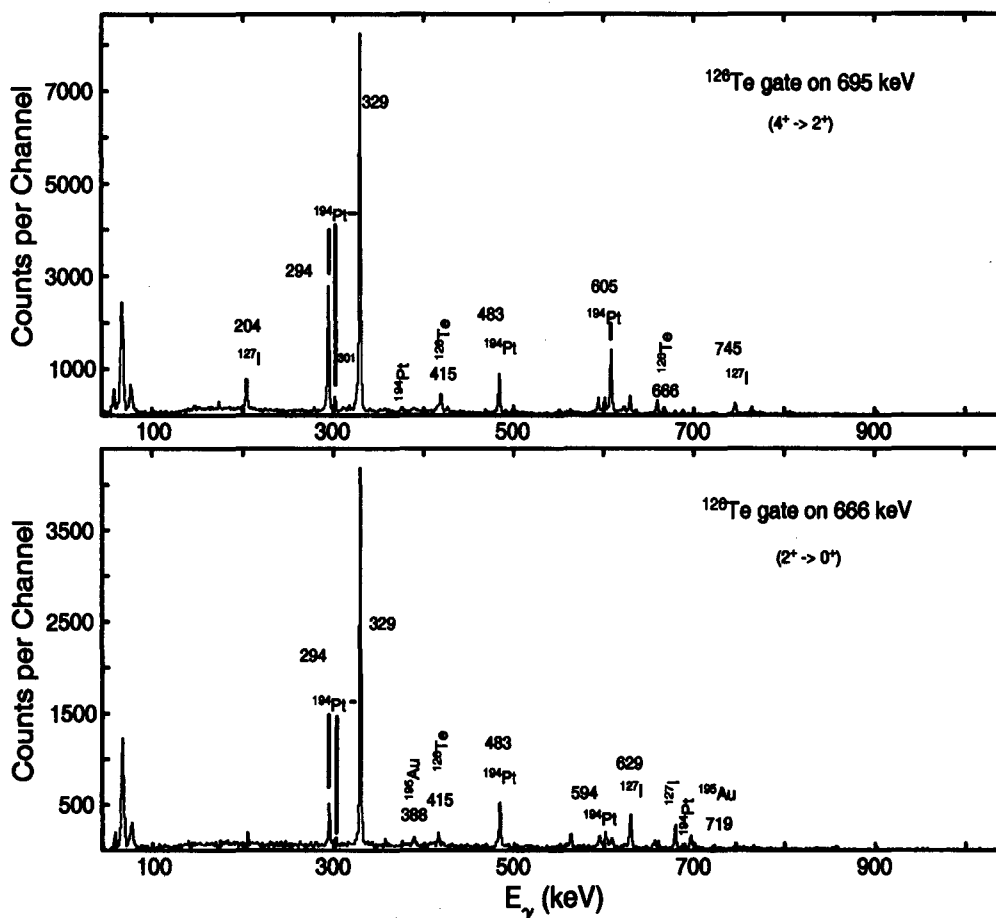 Counts per Channel
7000
5000
3000
1000
¹²⁶Te gate on 695 keV
(4⁺ -> 2⁺)
329
¹⁹⁴Pt
294
301
204
¹²⁷I
¹⁹⁴Pt
¹²⁶Te
415
483
¹⁹⁴Pt
605
¹⁹⁴Pt
¹²⁶Te
666
745
¹²⁷I
100 300 500 700 900
Counts per Channel
3500
2500
1500
500
¹²⁶Te gate on 666 keV
(2⁺ -> 0⁺)
329
294
¹⁹⁴Pt
¹⁹⁵Au
388
¹²⁶Te
415
483
¹⁹⁴Pt
594
¹⁹⁴Pt
629
¹²⁷I
¹²⁷I
¹⁹⁴Pt
¹⁹⁵Au
719
100 300 500 700 900
Eγ (keV)